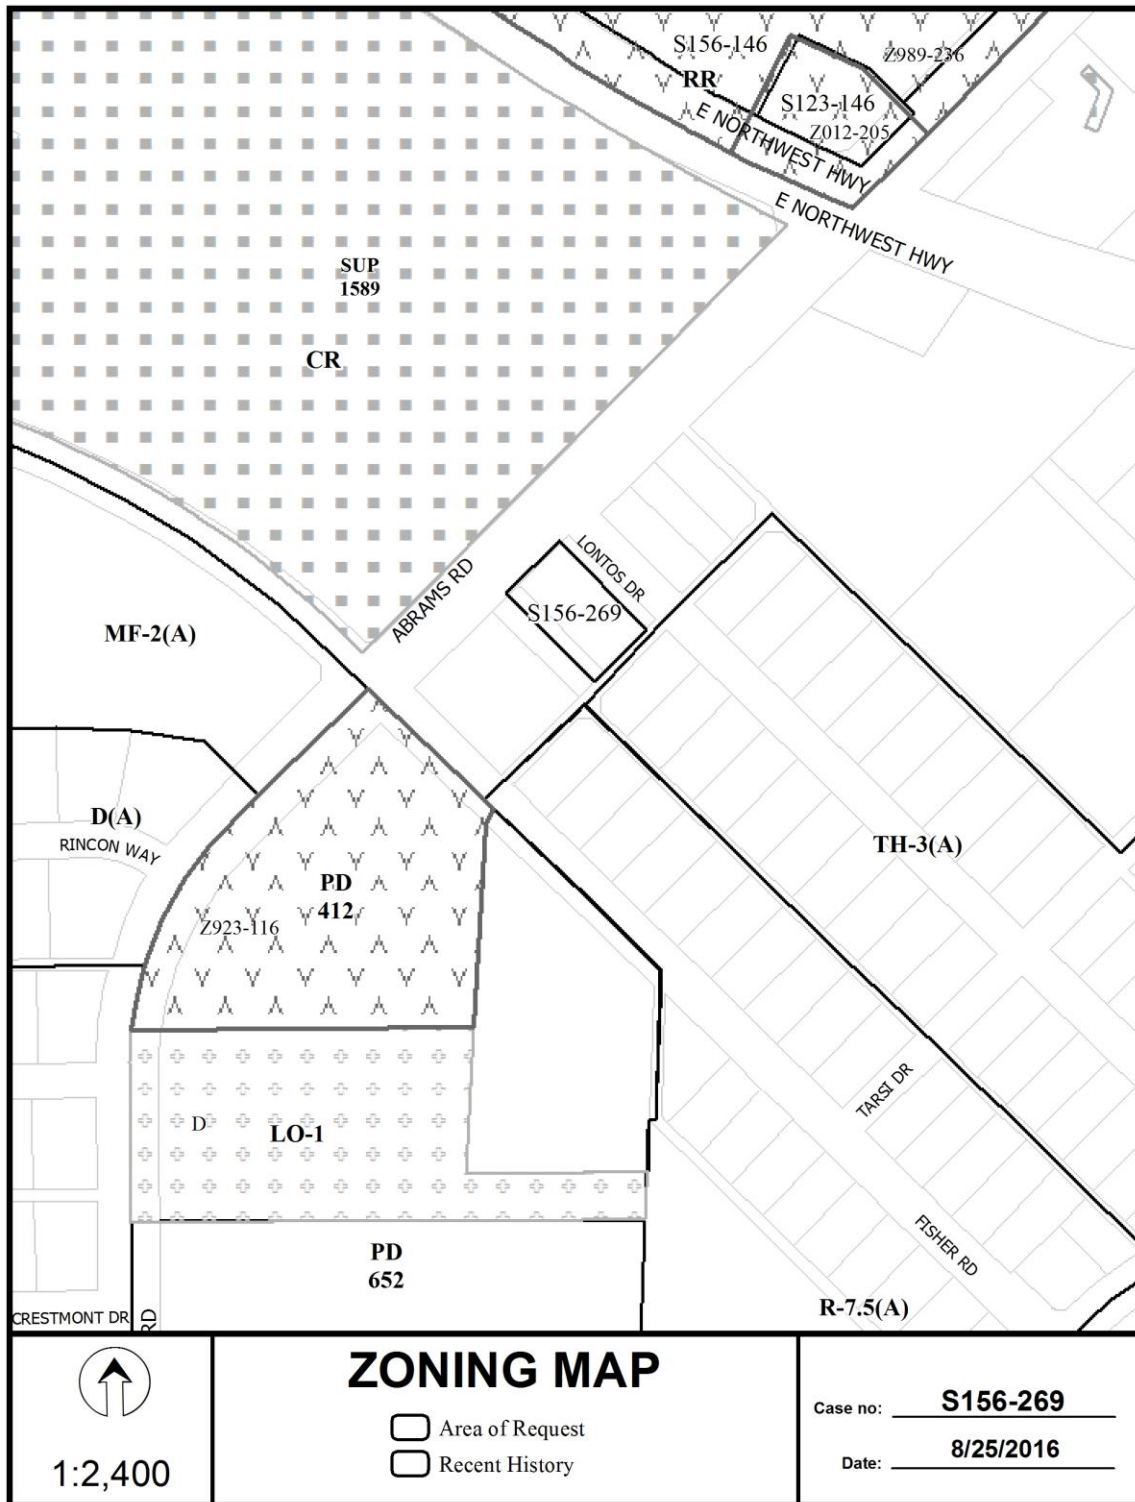 S156-146
Z989-236
RR
S123-146
Z012-205
E NORTHWEST HWY
E NORTHWEST HWY
SUP
1589
CR
LONTOS DR
ABRAMS RD
S156-269
MF-2(A)
D(A)
RINCON WAY
TH-3(A)
PD
412
Z923-116
TARSI DR
D
LO-1
FISHER RD
PD
652
R-7.5(A)
CRESTMONT DR
RD
ZONING MAP
Area of Request
Recent History
1:2,400
Case no: S156-269
Date: 8/25/2016